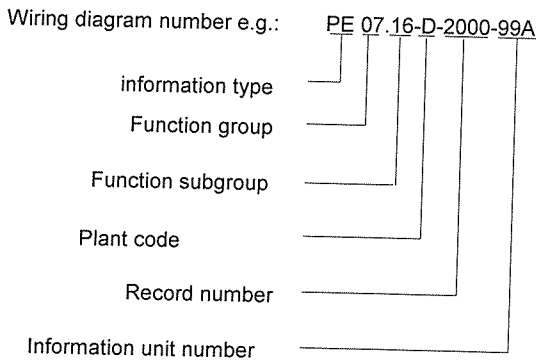 Wiring diagram number e.g.: PE 07.16-D-2000-99A
information type
Function group
Function subgroup
Plant code
Record number
Information unit number